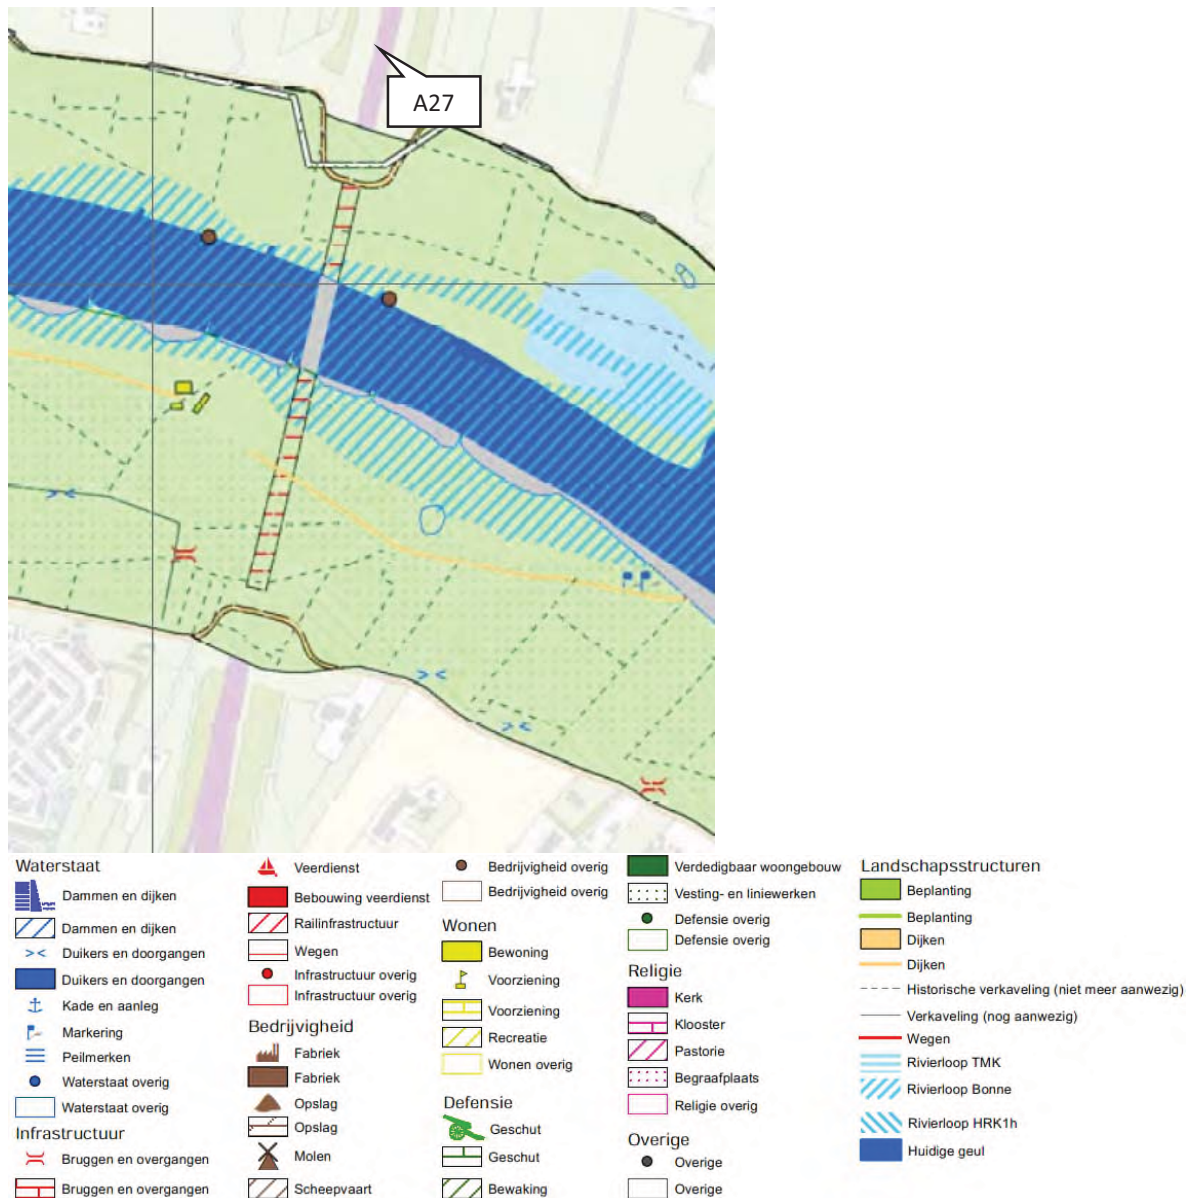 A27
Waterstaat
Dammen en dijken
Dammen en dijken
Duikers en doorgangen
Duikers en doorgangen
Kade en aanleg
Markering
Peilmerken
Waterstaat overig
Waterstaat overig
Infrastructuur
Bruggen en overgangen
Bruggen en overgangen
Veerdienst
Bebouwing veerdienst
Railinfrastructuur
Wegen
Infrastructuur overig
Infrastructuur overig
Bedrijvigheid
Fabriek
Fabriek
Opslag
Opslag
Molen
Scheepvaart
Bedrijvigheid overig
Bedrijvigheid overig
Wonen
Bewoning
Voorziening
Voorziening
Recreatie
Wonen overig
Defensie
Geschut
Geschut
Bewaking
Verdedigbaar woongebouw
Vesting- en liniewerken
Defensie overig
Defensie overig
Religie
Kerk
Klooster
Pastorie
Begraafplaats
Religie overig
Overige
Overige
Overige
Landschapsstructuren
Beplanting
Beplanting
Dijken
Dijken
Historische verkaveling (niet meer aanwezig)
Verkaveling (nog aanwezig)
Wegen
Rivierloop TMK
Rivierloop Bonne
Rivierloop HRK1h
Huidige geul